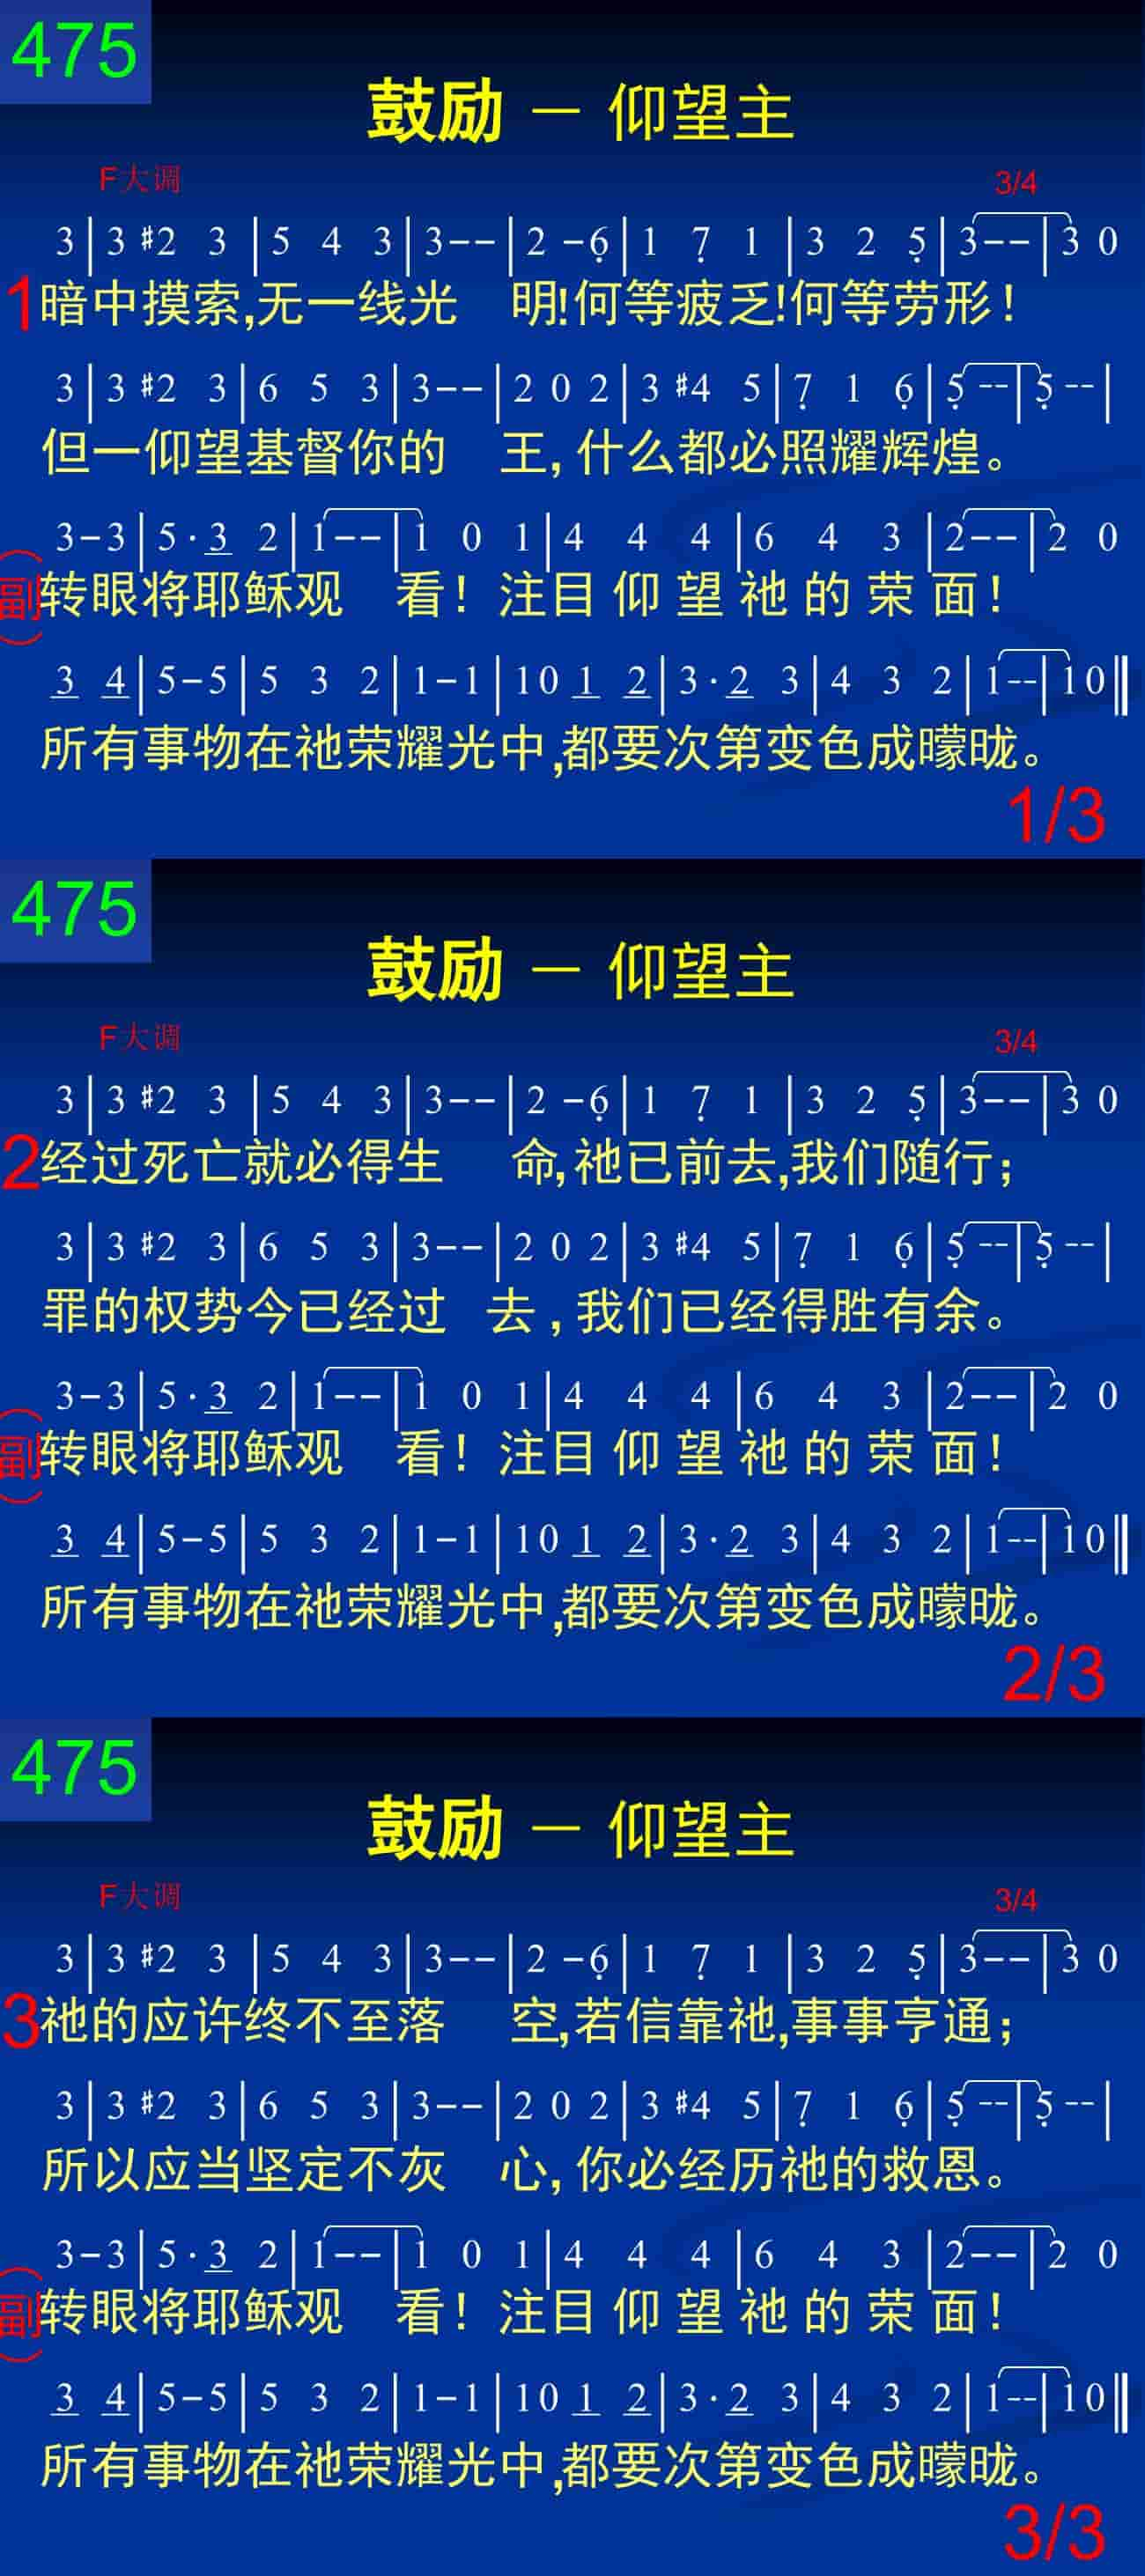 475
鼓励 － 仰望主
F大调 3/4
3|3 #2 3|5 4 3|3--|2 -6̣|1 7̣ 1|3 2 5̣|3--|3 0
1暗中摸索,无一线光 明!何等疲乏!何等劳形!
3|3 #2 3|6 5 3|3--|2 0 2|3 #4 5|7̣ 1 6̣|5̣ --|5̣ --|
但一仰望基督你的 王,什么都必照耀辉煌。
3-3|5·3 2|1--|1 0 1|4 4 4|6 4 3|2--|2 0
(副)转眼将耶稣观 看!注目仰望祂的荣面!
3 4|5-5|5 3 2|1-1|10 1 2|3·2 3|4 3 2|1--|10‖
所有事物在祂荣耀光中,都要次第变色成曚昽。
1/3
475
鼓励 － 仰望主
F大调 3/4
3|3 #2 3|5 4 3|3--|2 -6̣|1 7̣ 1|3 2 5̣|3--|3 0
2经过死亡就必得生 命,祂已前去,我们随行;
3|3 #2 3|6 5 3|3--|2 0 2|3 #4 5|7̣ 1 6̣|5̣ --|5̣ --|
罪的权势今已经过 去,我们已经得胜有余。
3-3|5·3 2|1--|1 0 1|4 4 4|6 4 3|2--|2 0
(副)转眼将耶稣观 看!注目仰望祂的荣面!
3 4|5-5|5 3 2|1-1|10 1 2|3·2 3|4 3 2|1--|10‖
所有事物在祂荣耀光中,都要次第变色成曚昽。
2/3
475
鼓励 － 仰望主
F大调 3/4
3|3 #2 3|5 4 3|3--|2 -6̣|1 7̣ 1|3 2 5̣|3--|3 0
3祂的应许终不至落 空,若信靠祂,事事亨通;
3|3 #2 3|6 5 3|3--|2 0 2|3 #4 5|7̣ 1 6̣|5̣ --|5̣ --|
所以应当坚定不灰 心,你必经历祂的救恩。
3-3|5·3 2|1--|1 0 1|4 4 4|6 4 3|2--|2 0
(副)转眼将耶稣观 看!注目仰望祂的荣面!
3 4|5-5|5 3 2|1-1|10 1 2|3·2 3|4 3 2|1--|10‖
所有事物在祂荣耀光中,都要次第变色成曚昽。
3/3